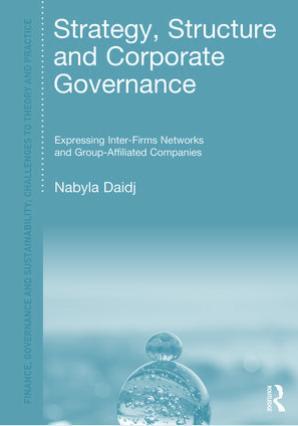 Strategy, Structure
and Corporate
Governance
Expressing Inter-Firms Networks
and Group-Affiliated Companies
Nabyla Daidj
FINANCE, GOVERNANCE AND SUSTAINABILITY: CHALLENGES TO THEORY AND PRACTICE
ROUTLEDGE